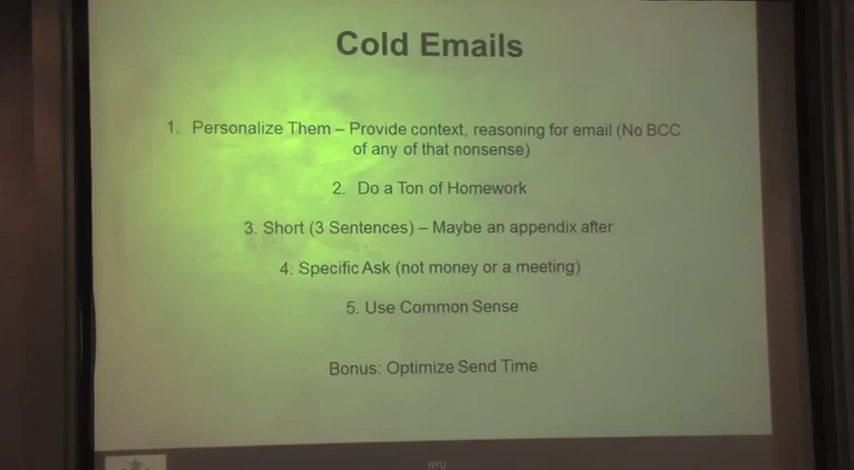 Cold Emails
1. Personalize Them – Provide context, reasoning for email (No BCC
of any of that nonsense)
2. Do a Ton of Homework
3. Short (3 Sentences) – Maybe an appendix after
4. Specific Ask (not money or a meeting)
5. Use Common Sense
Bonus: Optimize Send Time
NYU